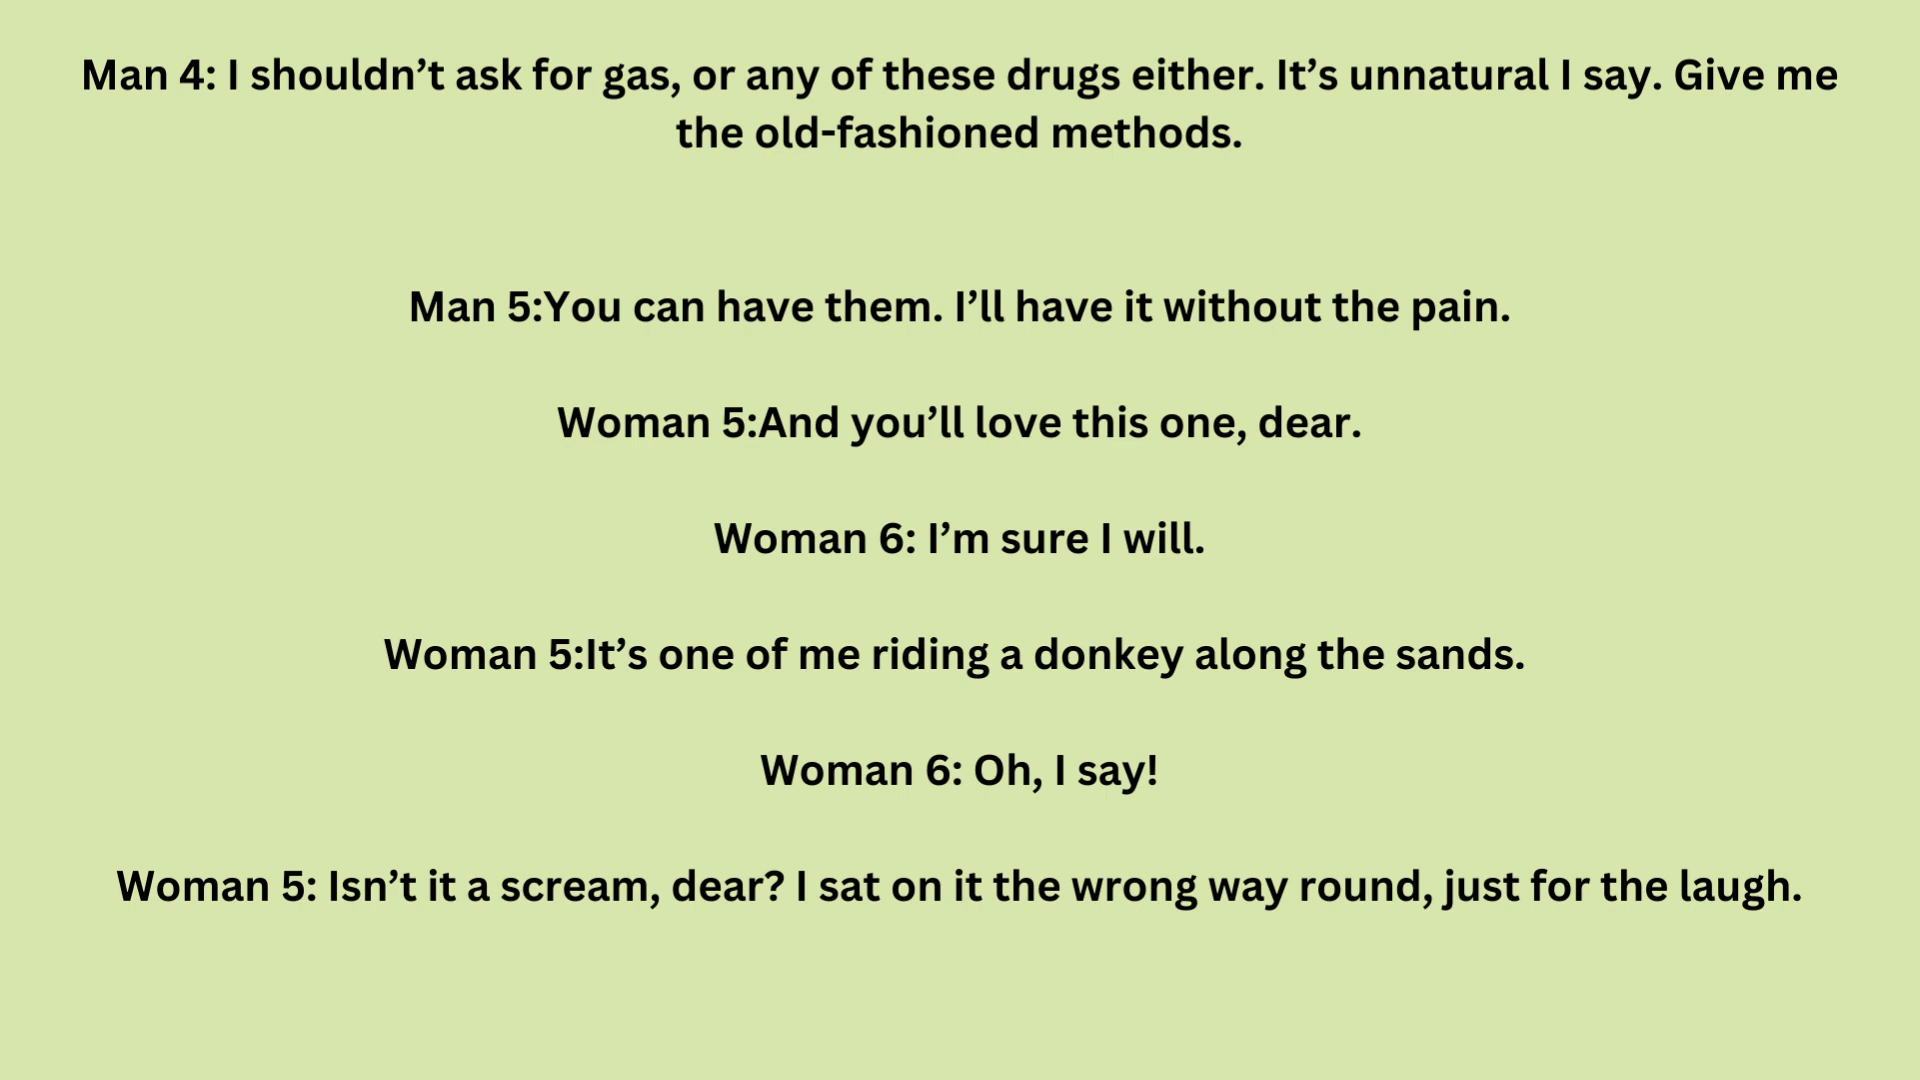 Man 4: I shouldn’t ask for gas, or any of these drugs either. It’s unnatural I say. Give me
the old-fashioned methods.
Man 5:You can have them. I’ll have it without the pain.
Woman 5:And you’ll love this one, dear.
Woman 6: I’m sure I will.
Woman 5:It’s one of me riding a donkey along the sands.
Woman 6: Oh, I say!
Woman 5: Isn’t it a scream, dear? I sat on it the wrong way round, just for the laugh.